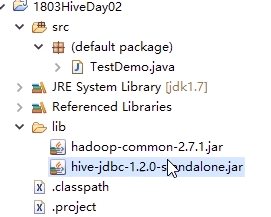 1803HiveDay02
src
(default package)
TestDemo.java
JRE System Library [jdk1.7]
Referenced Libraries
lib
hadoop-common-2.7.1.jar
hive-jdbc-1.2.0-standalone.jar
.classpath
.project